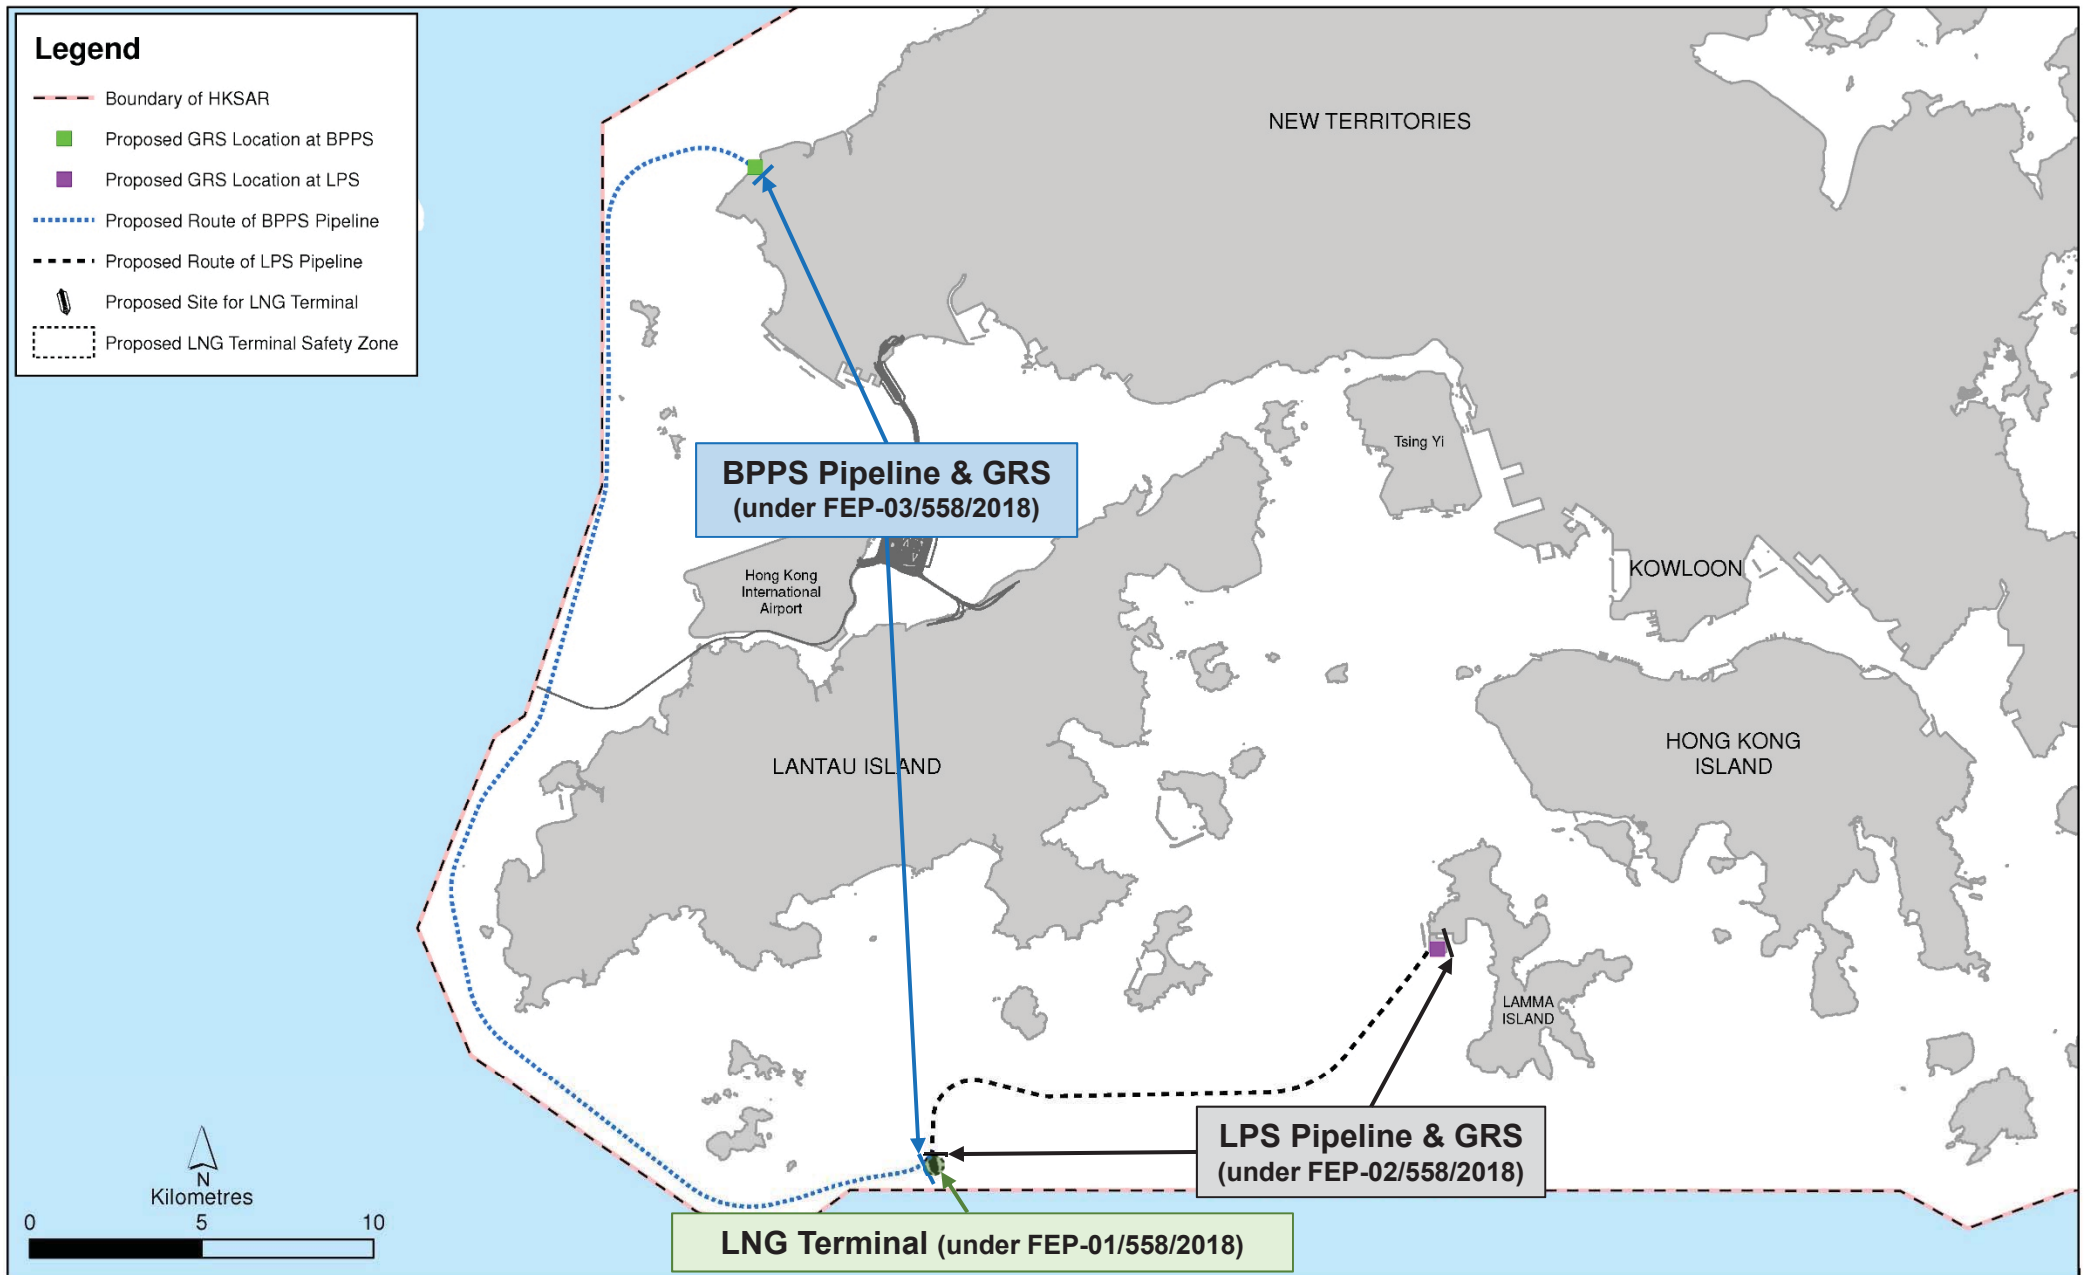 Legend
Boundary of HKSAR
Proposed GRS Location at BPPS
Proposed GRS Location at LPS
Proposed Route of BPPS Pipeline
Proposed Route of LPS Pipeline
Proposed Site for LNG Terminal
Proposed LNG Terminal Safety Zone
NEW TERRITORIES
Tsing Yi
BPPS Pipeline & GRS
(under FEP-03/558/2018)
Hong Kong
International
Airport
KOWLOON
LANTAU ISLAND
HONG KONG
ISLAND
LAMMA
ISLAND
LPS Pipeline & GRS
(under FEP-02/558/2018)
LNG Terminal (under FEP-01/558/2018)
N
Kilometres
0 5 10